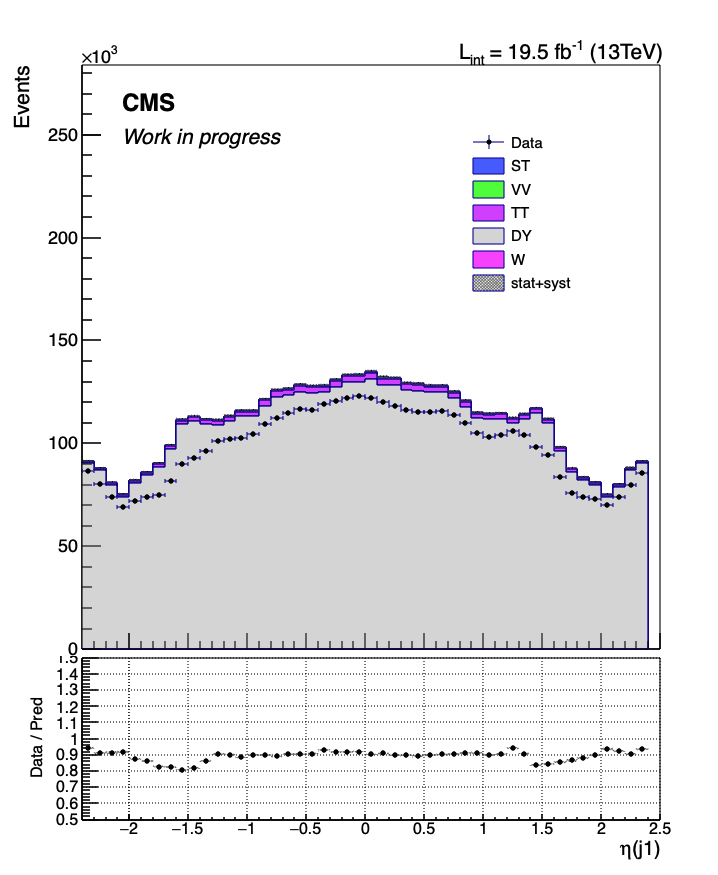 ×10³
L_int = 19.5 fb⁻¹ (13TeV)
Events
CMS
Work in progress
Data
ST
VV
TT
DY
W
stat+syst
250
200
150
100
50
0
Data / Pred
1.5
1.4
1.3
1.2
1.1
1
0.9
0.8
0.7
0.6
0.5
−2 −1.5 −1 −0.5 0 0.5 1 1.5 2 2.5
η(j1)